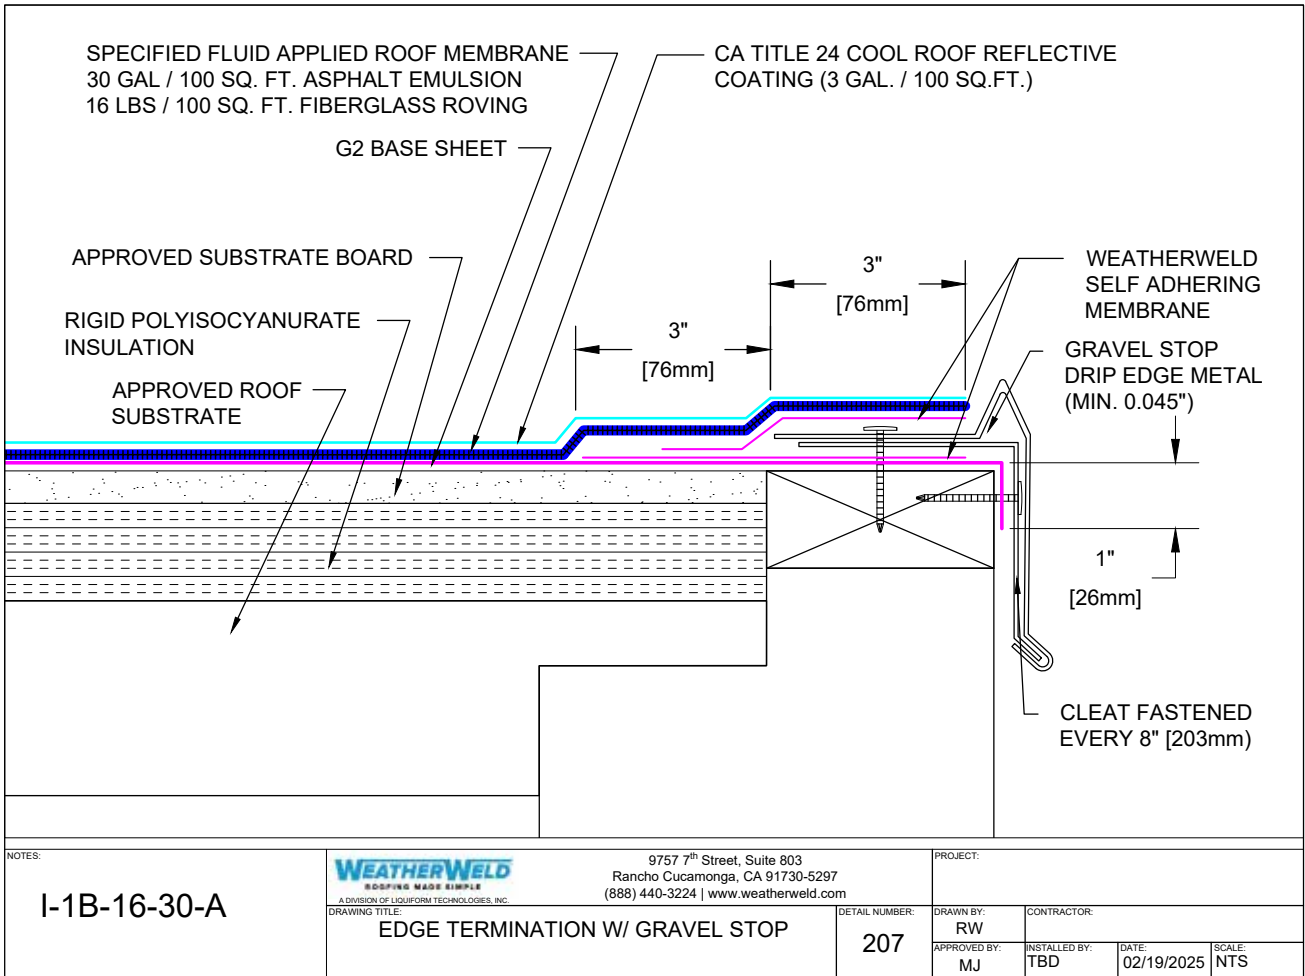 SPECIFIED FLUID APPLIED ROOF MEMBRANE
30 GAL / 100 SQ. FT. ASPHALT EMULSION
16 LBS / 100 SQ. FT. FIBERGLASS ROVING
CA TITLE 24 COOL ROOF REFLECTIVE
COATING (3 GAL. / 100 SQ.FT.)
G2 BASE SHEET
APPROVED SUBSTRATE BOARD
RIGID POLYISOCYANURATE
INSULATION
APPROVED ROOF
SUBSTRATE
3"
[76mm]
3"
[76mm]
WEATHERWELD
SELF ADHERING
MEMBRANE
GRAVEL STOP
DRIP EDGE METAL
(MIN. 0.045")
1"
[26mm]
CLEAT FASTENED
EVERY 8" [203mm)
NOTES:
I-1B-16-30-A
WEATHERWELD
ROOFING MADE SIMPLE
A DIVISION OF LIQUIFORM TECHNOLOGIES, INC.
9757 7th Street, Suite 803
Rancho Cucamonga, CA 91730-5297
(888) 440-3224 | www.weatherweld.com
DRAWING TITLE:
EDGE TERMINATION W/ GRAVEL STOP
DETAIL NUMBER:
207
PROJECT:
DRAWN BY:
RW
CONTRACTOR:
APPROVED BY:
MJ
INSTALLED BY:
TBD
DATE:
02/19/2025
SCALE:
NTS